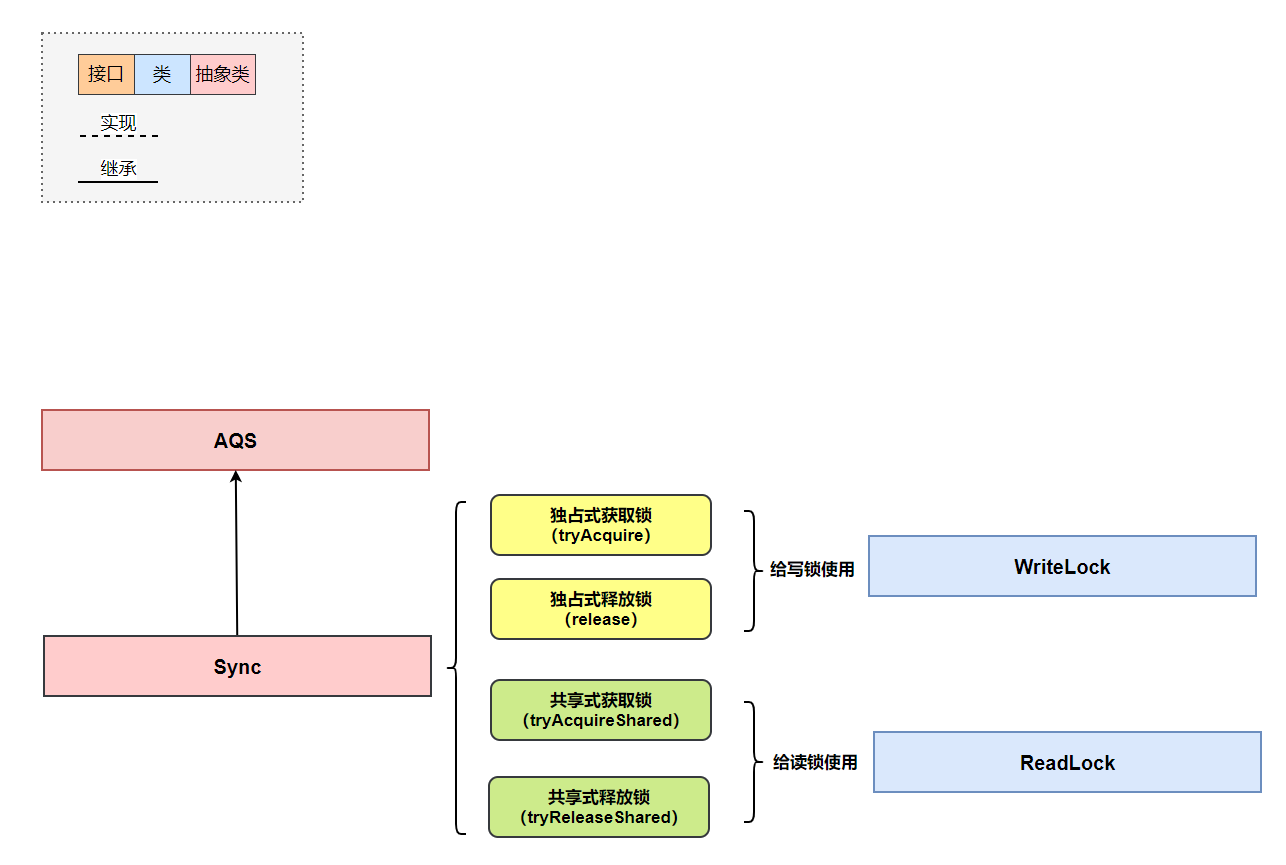 接口 类 抽象类
实现
继承
AQS
Sync
独占式获取锁
（tryAcquire）
独占式释放锁
（release）
给写锁使用
WriteLock
共享式获取锁
（tryAcquireShared）
共享式释放锁
（tryReleaseShared）
给读锁使用
ReadLock